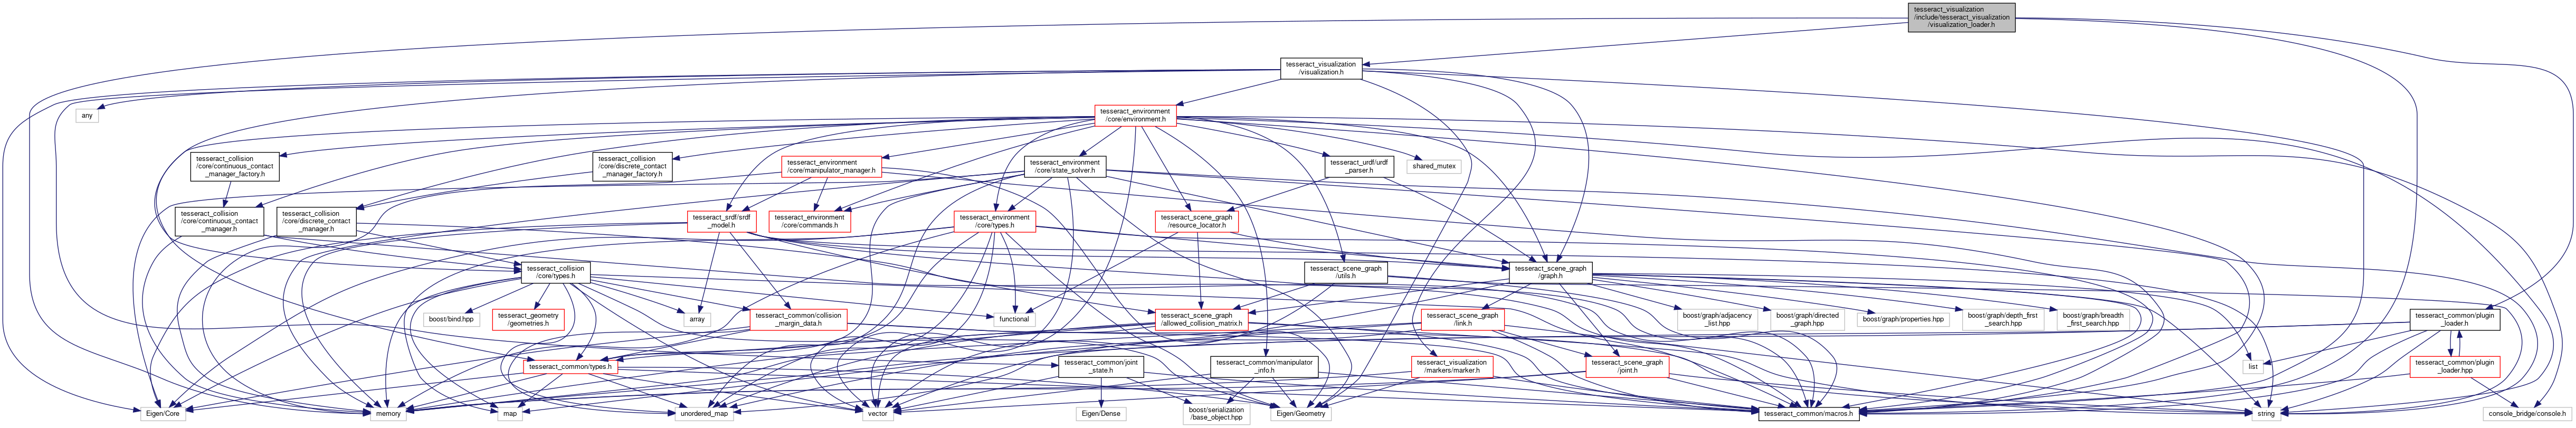 tesseract_visualization
/include/tesseract_visualization
/visualization_loader.h
tesseract_visualization
/visualization.h
any
tesseract_environment
/core/environment.h
tesseract_collision
/core/continuous_contact
_manager_factory.h
tesseract_collision
/core/discrete_contact
_manager_factory.h
tesseract_environment
/core/manipulator_manager.h
tesseract_environment
/core/state_solver.h
tesseract_urdf/urdf
_parser.h
shared_mutex
tesseract_collision
/core/continuous_contact
_manager.h
tesseract_collision
/core/discrete_contact
_manager.h
tesseract_srdf/srdf
_model.h
tesseract_environment
/core/commands.h
tesseract_environment
/core/types.h
tesseract_scene_graph
/resource_locator.h
tesseract_collision
/core/types.h
tesseract_scene_graph
/utils.h
tesseract_scene_graph
/graph.h
boost/bind.hpp
tesseract_geometry
/geometries.h
array
tesseract_common/collision
_margin_data.h
functional
tesseract_scene_graph
/allowed_collision_matrix.h
tesseract_scene_graph
/link.h
boost/graph/adjacency
_list.hpp
boost/graph/directed
_graph.hpp
boost/graph/properties.hpp
boost/graph/depth_first
_search.hpp
boost/graph/breadth
_first_search.hpp
tesseract_common/plugin
_loader.h
tesseract_common/types.h
tesseract_common/joint
_state.h
tesseract_common/manipulator
_info.h
tesseract_visualization
/markers/marker.h
tesseract_scene_graph
/joint.h
list
tesseract_common/plugin
_loader.hpp
Eigen/Core
memory
map
unordered_map
vector
Eigen/Dense
boost/serialization
/base_object.hpp
Eigen/Geometry
tesseract_common/macros.h
string
console_bridge/console.h